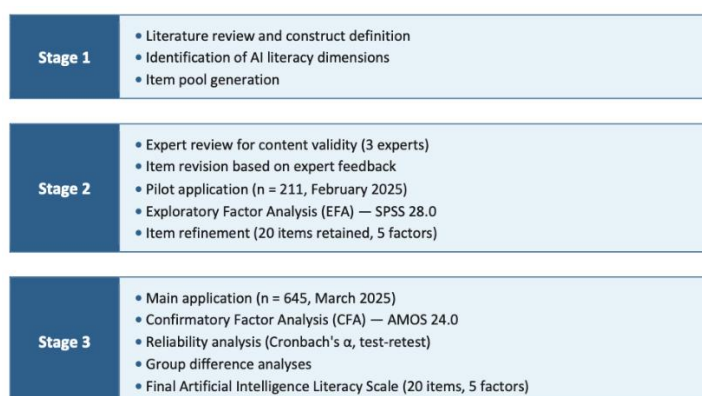 Stage 1
• Literature review and construct definition
• Identification of AI literacy dimensions
• Item pool generation
Stage 2
• Expert review for content validity (3 experts)
• Item revision based on expert feedback
• Pilot application (n = 211, February 2025)
• Exploratory Factor Analysis (EFA) — SPSS 28.0
• Item refinement (20 items retained, 5 factors)
Stage 3
• Main application (n = 645, March 2025)
• Confirmatory Factor Analysis (CFA) — AMOS 24.0
• Reliability analysis (Cronbach's α, test-retest)
• Group difference analyses
• Final Artificial Intelligence Literacy Scale (20 items, 5 factors)